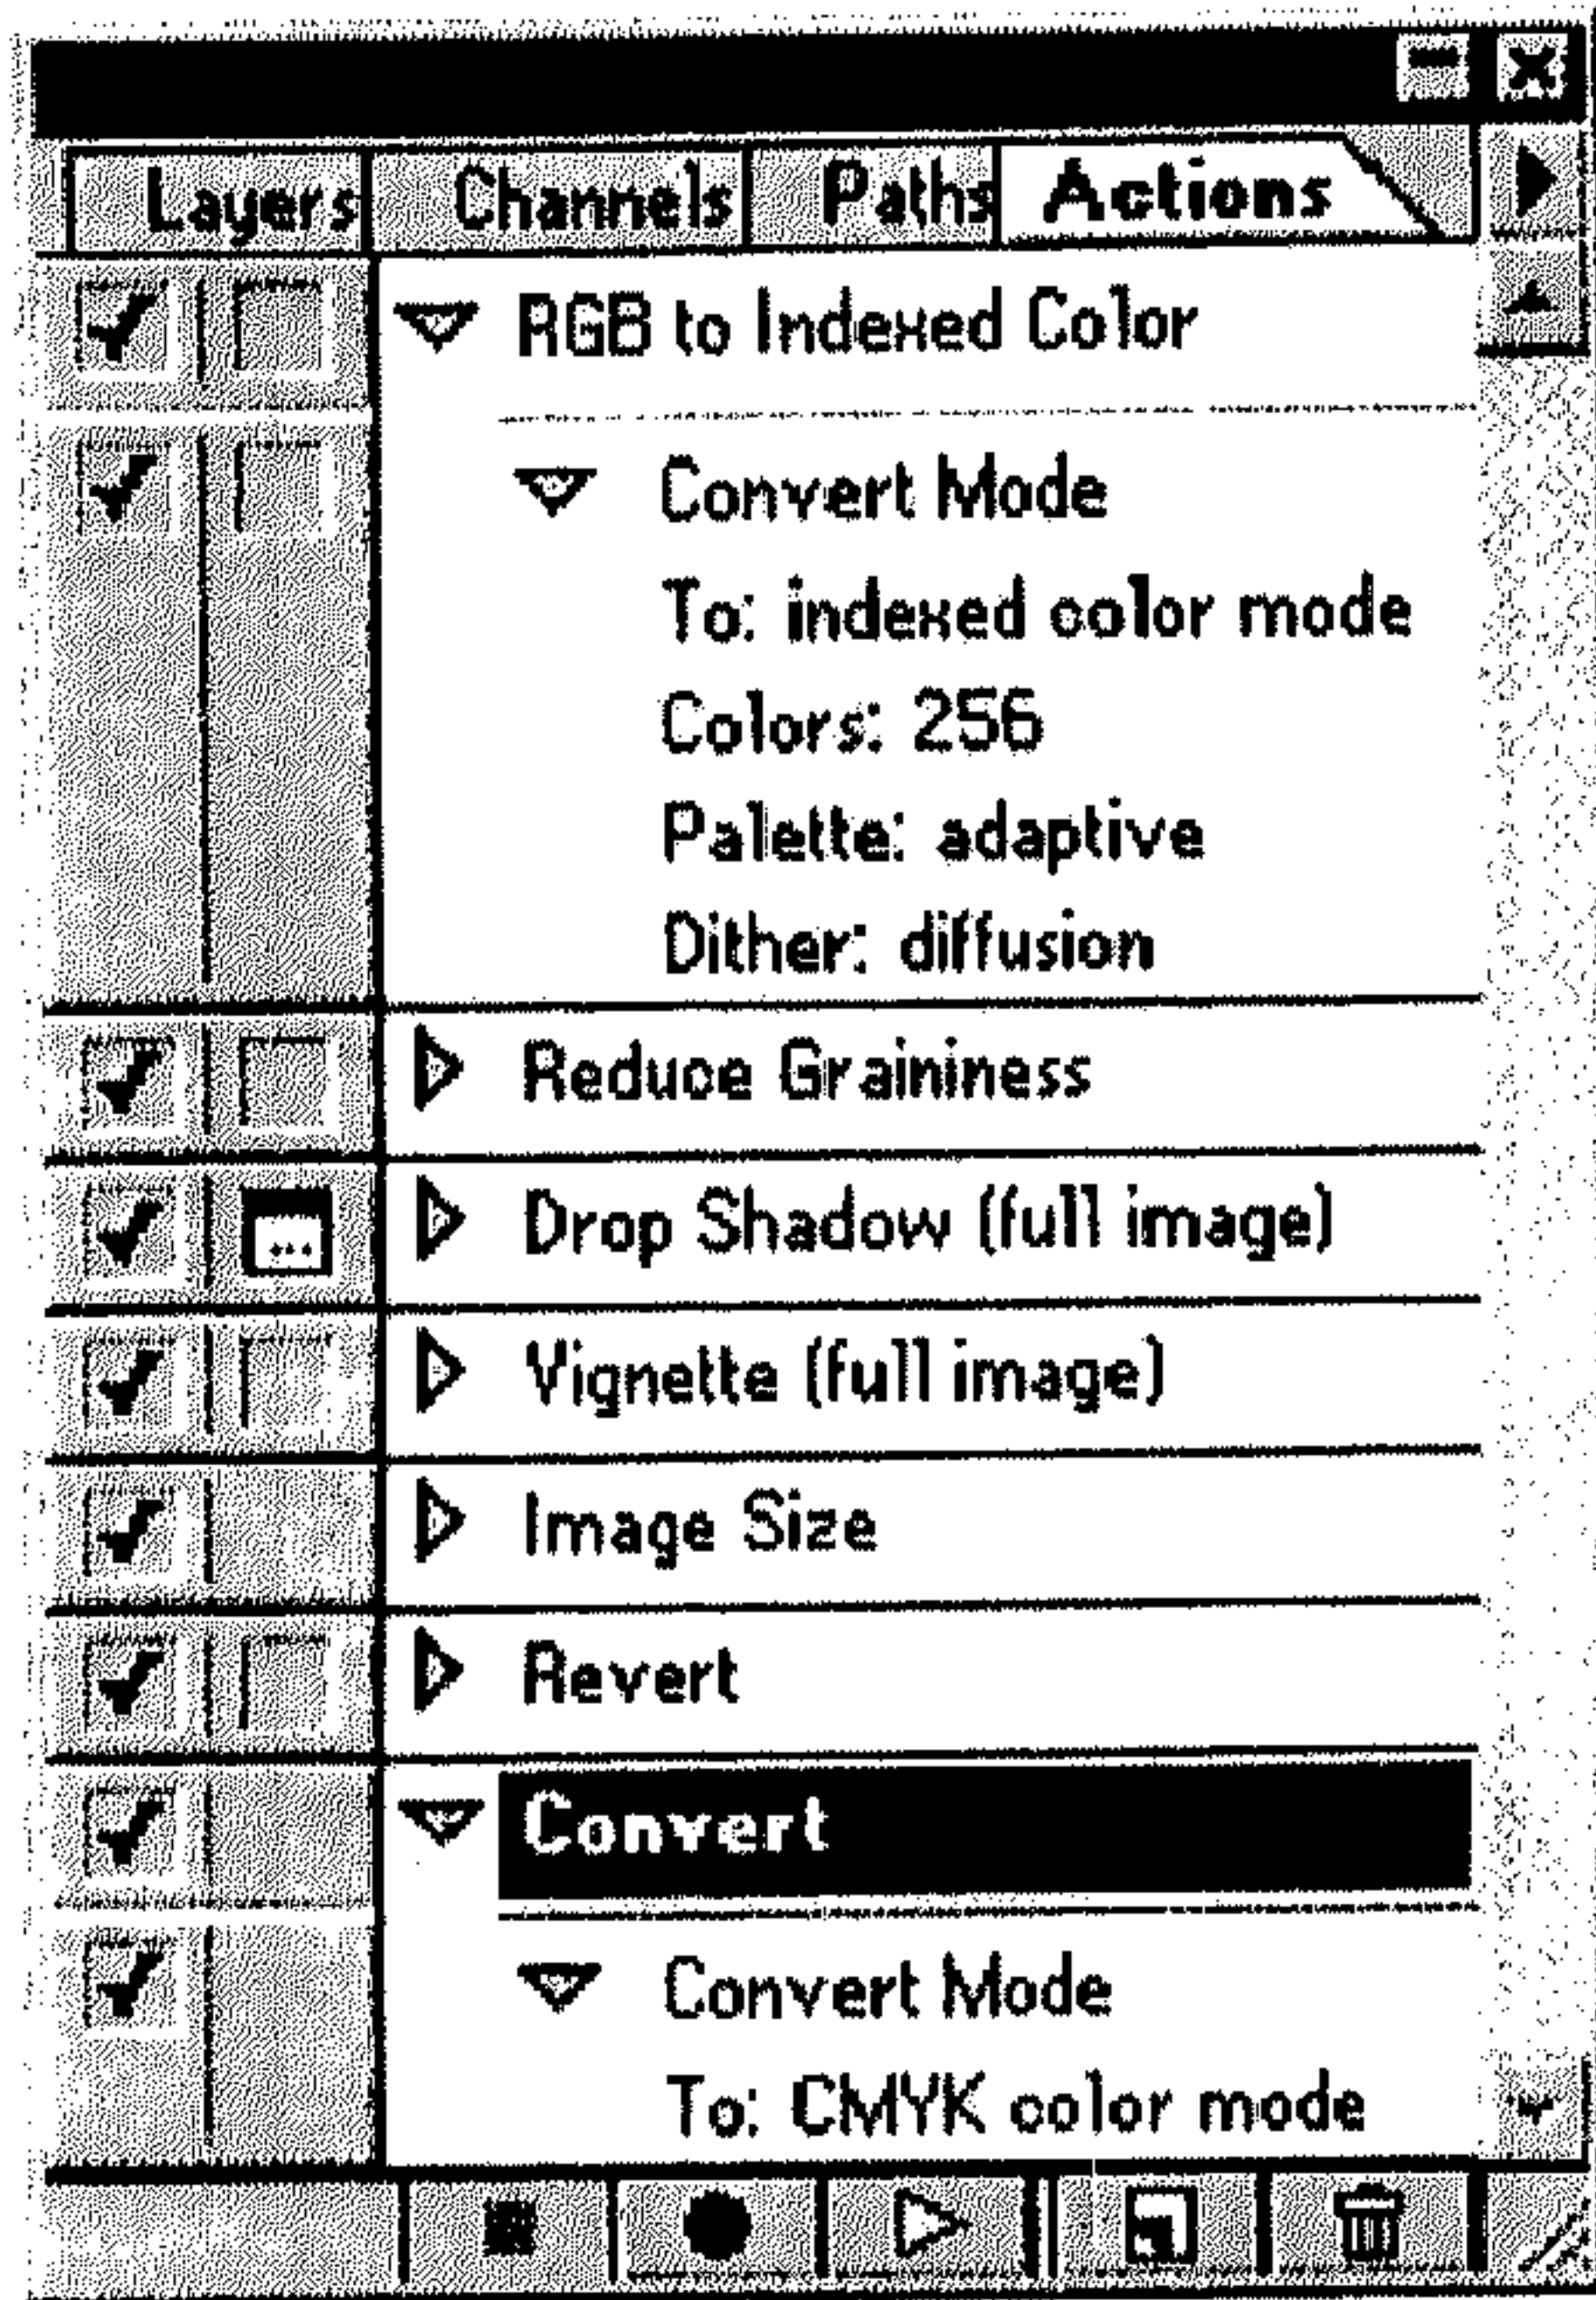 Layers Channels Paths Actions
RGB to Indexed Color
Convert Mode
To: indexed color mode
Colors: 256
Palette: adaptive
Dither: diffusion
Reduce Graininess
Drop Shadow (full image)
Vignette (full image)
Image Size
Revert
Convert
Convert Mode
To: CMYK color mode